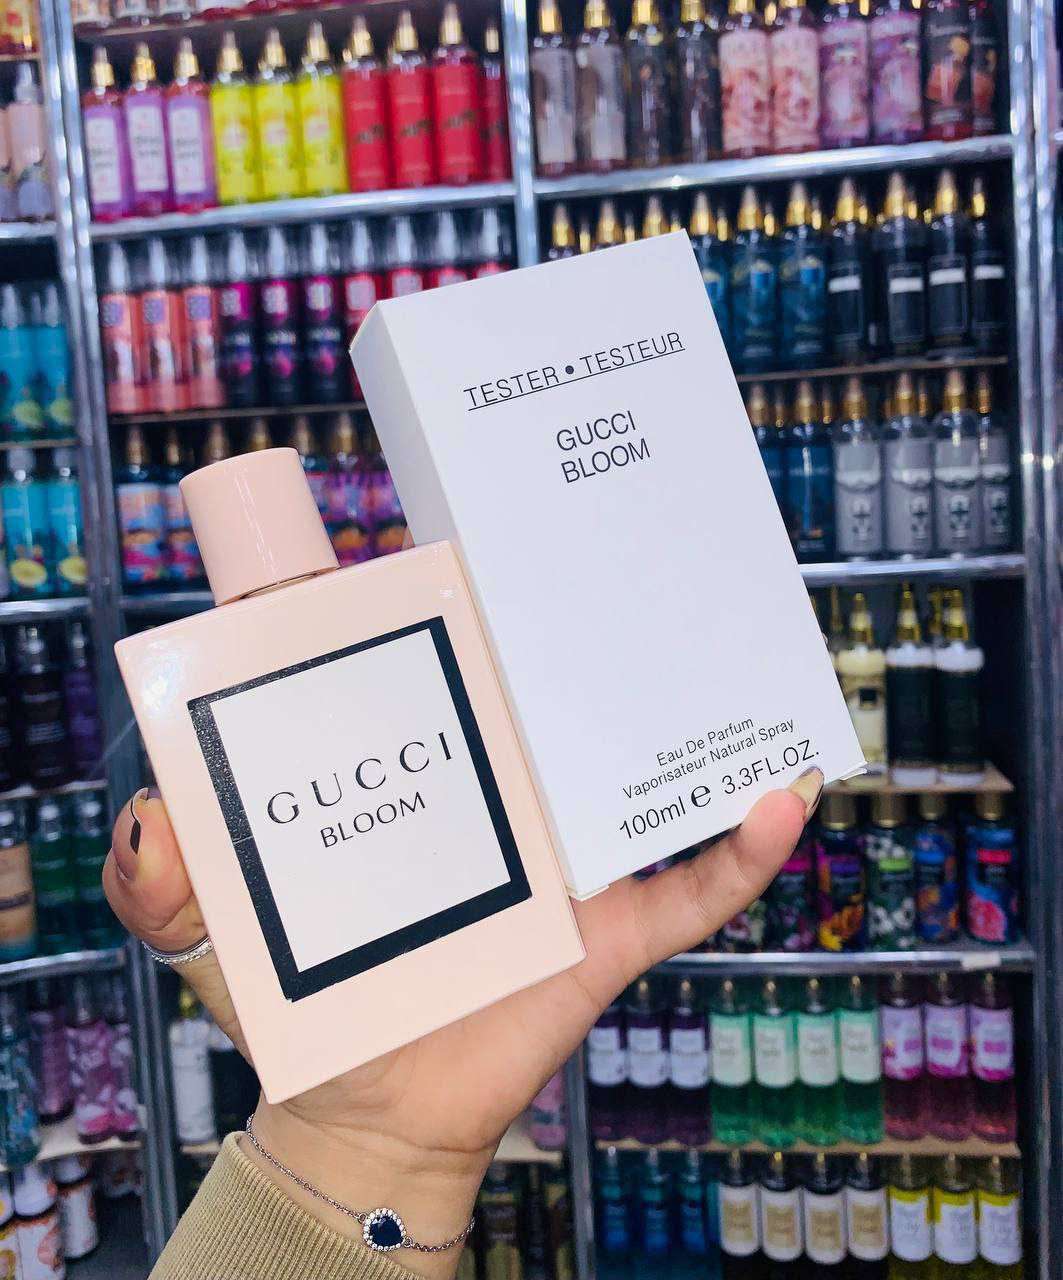 TESTER • TESTEUR
GUCCI
BLOOM
Eau De Parfum
Vaporisateur Natural Spray
100ml e 3.3FL.OZ.
GUCCI
BLOOM